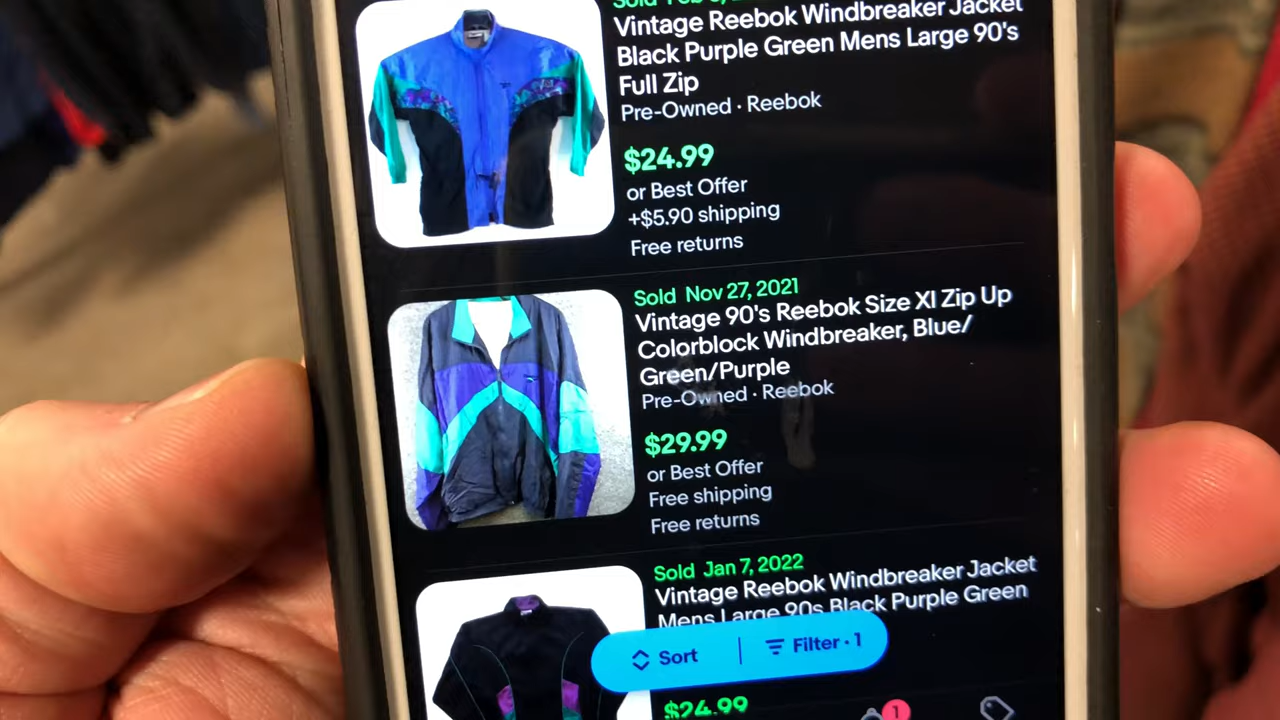 Sold Feb
Vintage Reebok Windbreaker Jacket
Black Purple Green Mens Large 90's
Full Zip
Pre-Owned · Reebok
$24.99
or Best Offer
+$5.90 shipping
Free returns
Sold Nov 27, 2021
Vintage 90's Reebok Size Xl Zip Up
Colorblock Windbreaker, Blue/
Green/Purple
Pre-Owned · Reebok
$29.99
or Best Offer
Free shipping
Free returns
Sold Jan 7, 2022
Vintage Reebok Windbreaker Jacket
Mens Large 90s Black Purple Green
Sort
Filter · 1
$24.99
1